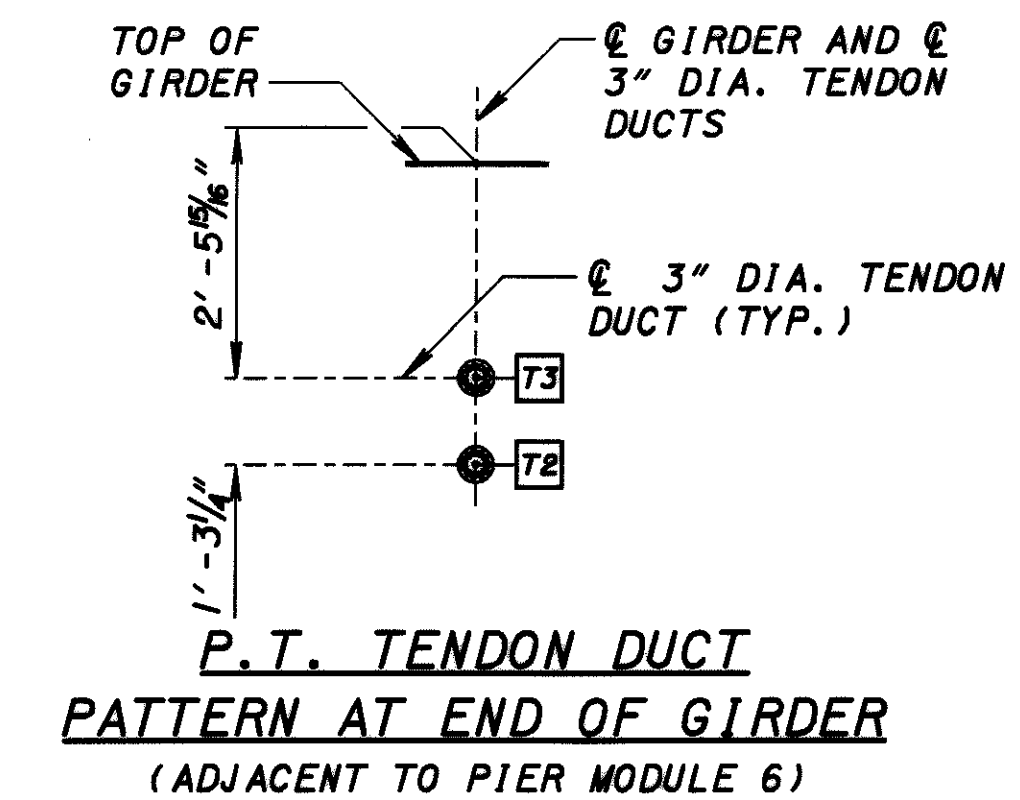 TOP OF
GIRDER
℄ GIRDER AND ℄
3" DIA. TENDON
DUCTS
2'-5 15/16"
℄ 3" DIA. TENDON
DUCT (TYP.)
T3
T2
1'-3 1/4"
P.T. TENDON DUCT
PATTERN AT END OF GIRDER
(ADJACENT TO PIER MODULE 6)